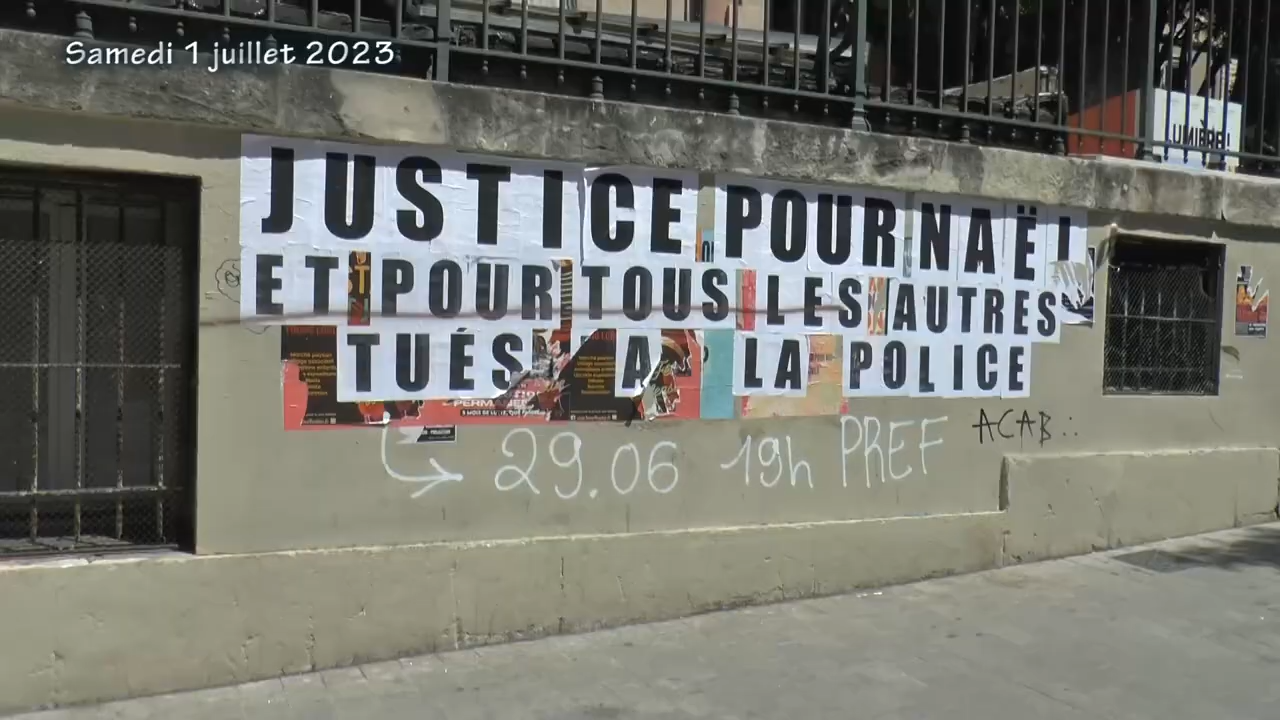 Samedi 1 juillet 2023
JUSTICE POUR NAËL
ET POUR TOUS LES AUTRES
TUÉS A LA POLICE
29.06 19h PREF
ACAB